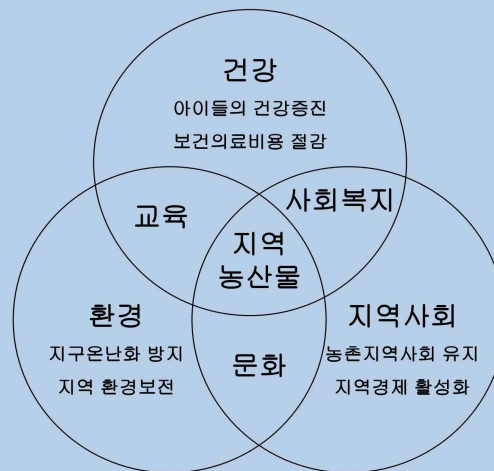 건강
아이들의 건강증진
보건의료비용 절감
교육
사회복지
지역
농산물
환경
지구온난화 방지
지역 환경보전
문화
지역사회
농촌지역사회 유지
지역경제 활성화